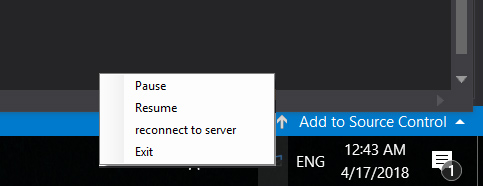 Pause
Resume
reconnect to server
Exit
Add to Source Control
ENG
12:43 AM
4/17/2018
1